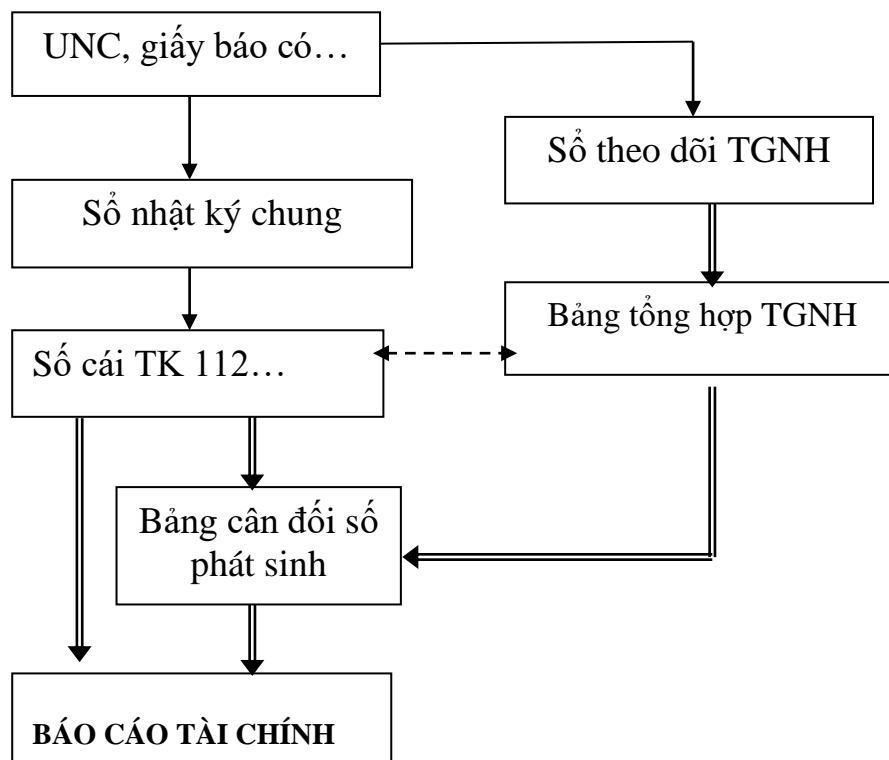 UNC, giấy báo có…
Sổ theo dõi TGNH
Sổ nhật ký chung
Bảng tổng hợp TGNH
Số cái TK 112…
Bảng cân đối số
phát sinh
BÁO CÁO TÀI CHÍNH